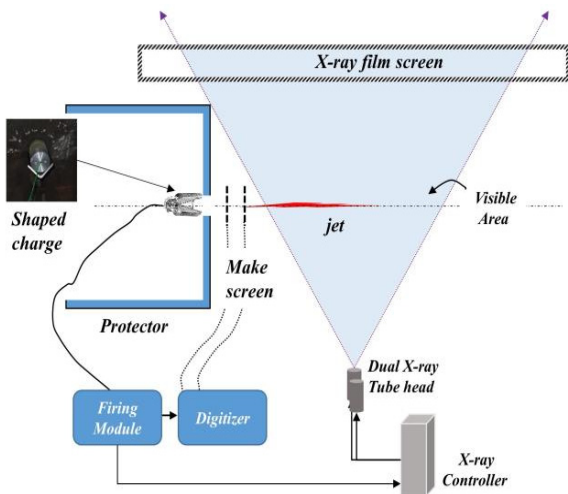 X-ray film screen
Shaped
charge
jet
Visible
Area
Make
screen
Protector
Dual X-ray
Tube head
Firing
Module
Digitizer
X-ray
Controller